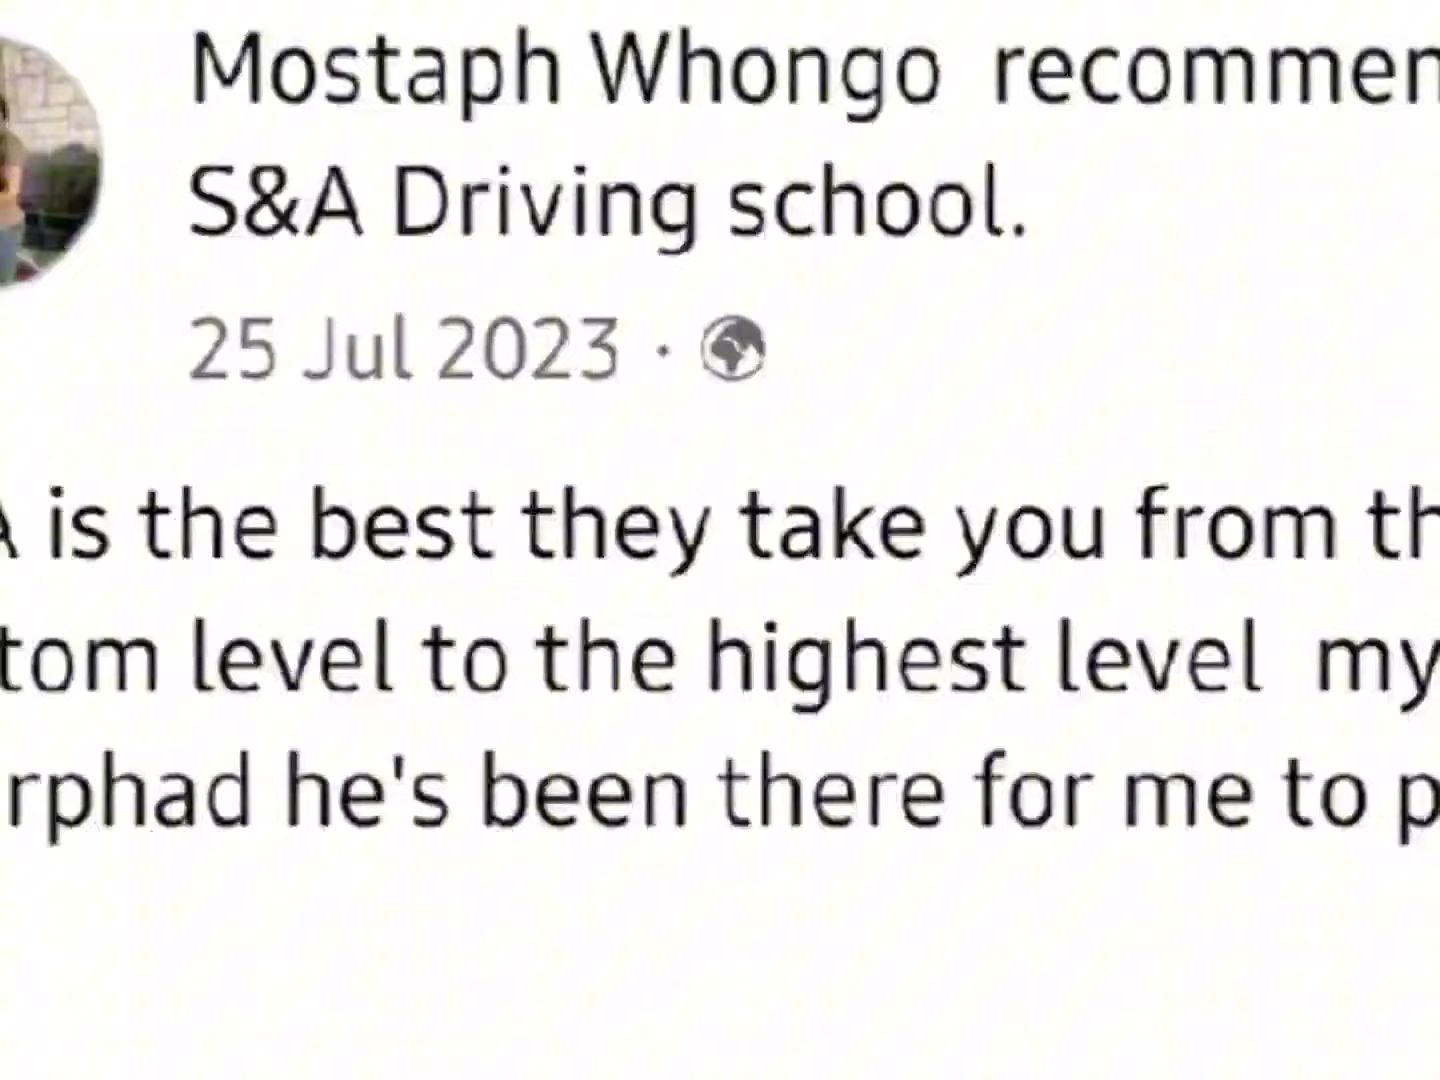 Mostaph Whongo recommen
S&A Driving school.
25 Jul 2023 ·
A is the best they take you from th
tom level to the highest level my
rphad he's been there for me to p